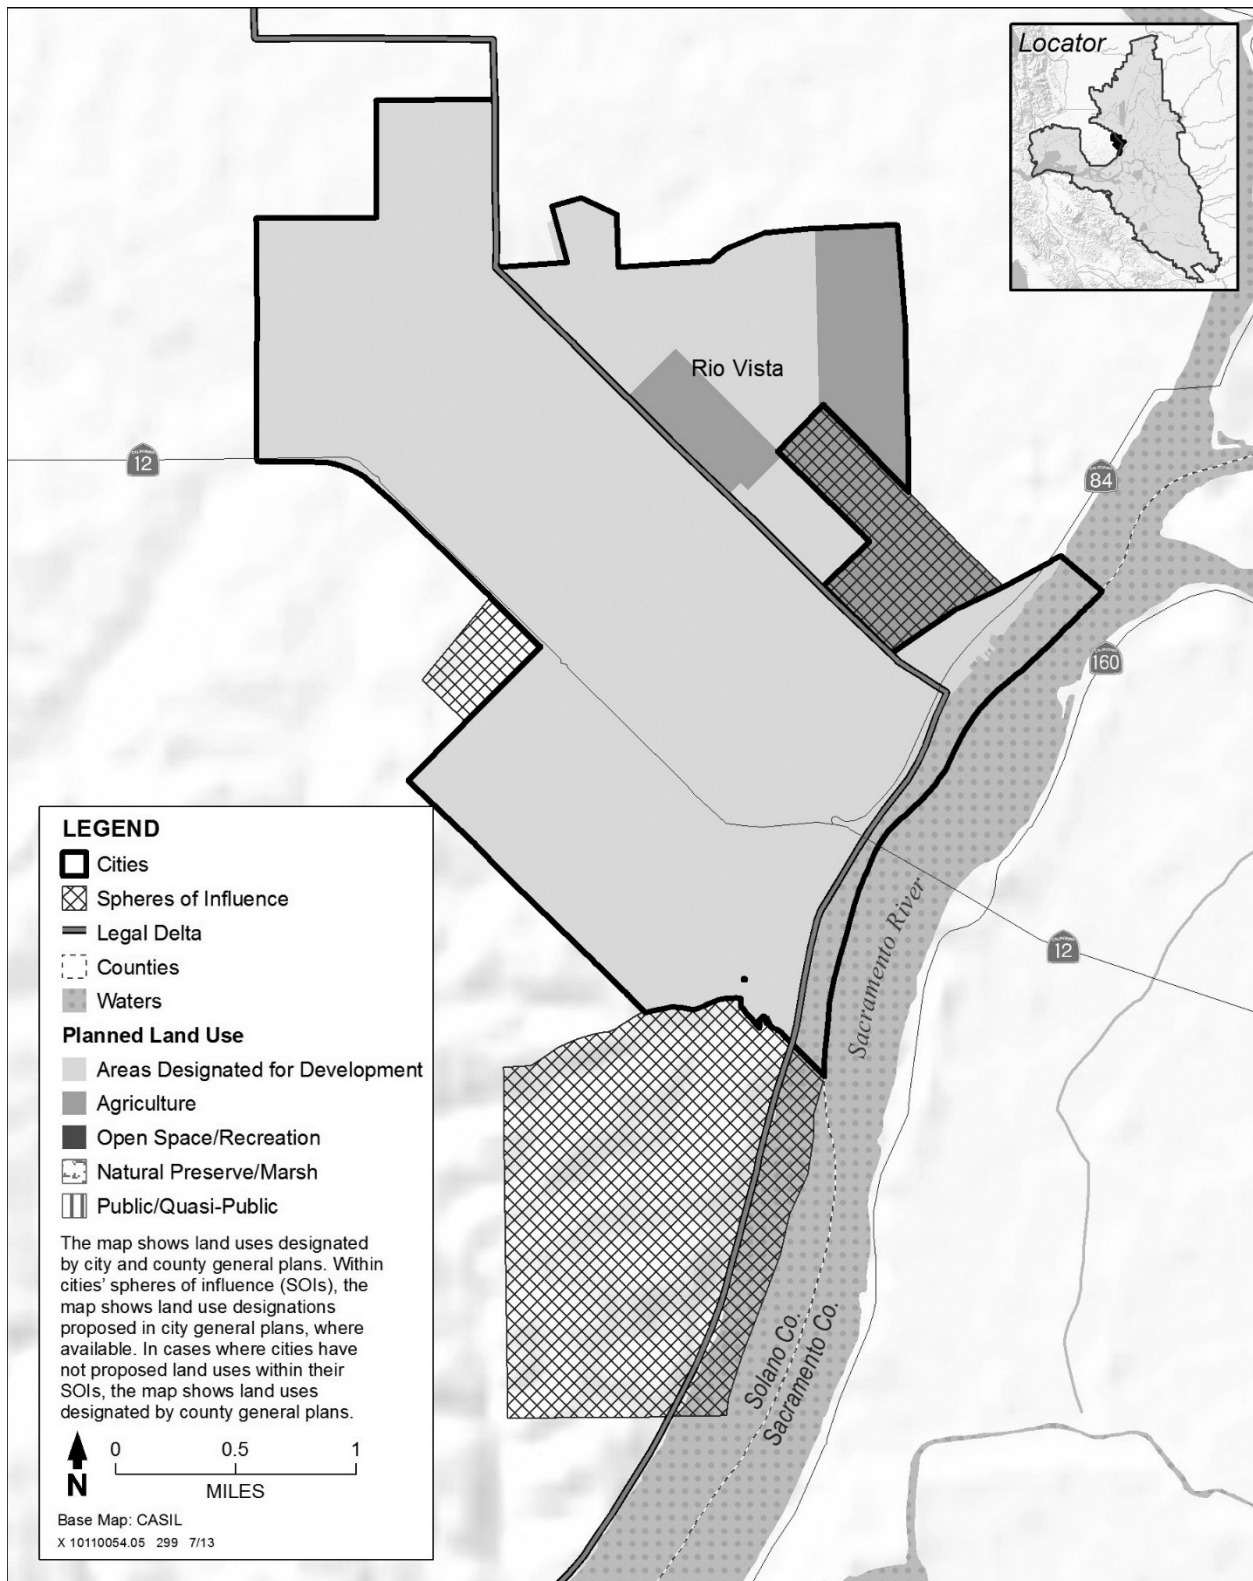 Locator
Rio Vista
CALIFORNIA
12
CALIFORNIA
84
CALIFORNIA
160
CALIFORNIA
12
Sacramento River
Solano Co.
Sacramento Co.
LEGEND
Cities
Spheres of Influence
Legal Delta
Counties
Waters
Planned Land Use
Areas Designated for Development
Agriculture
Open Space/Recreation
Natural Preserve/Marsh
Public/Quasi-Public
The map shows land uses designated
by city and county general plans. Within
cities' spheres of influence (SOIs), the
map shows land use designations
proposed in city general plans, where
available. In cases where cities have
not proposed land uses within their
SOIs, the map shows land uses
designated by county general plans.
N
0 0.5 1
MILES
Base Map: CASIL
X 10110054.05 299 7/13